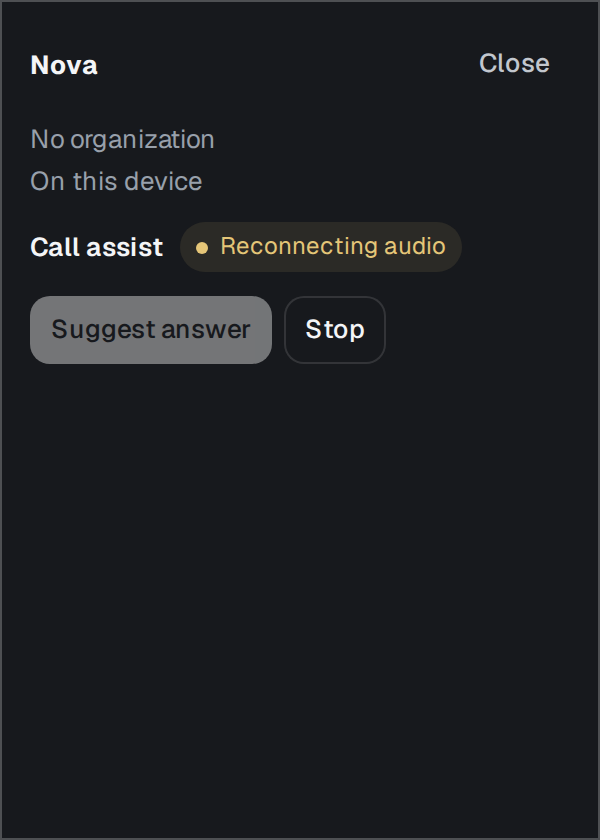 Nova
Close
No organization
On this device
Call assist
Reconnecting audio
Suggest answer
Stop